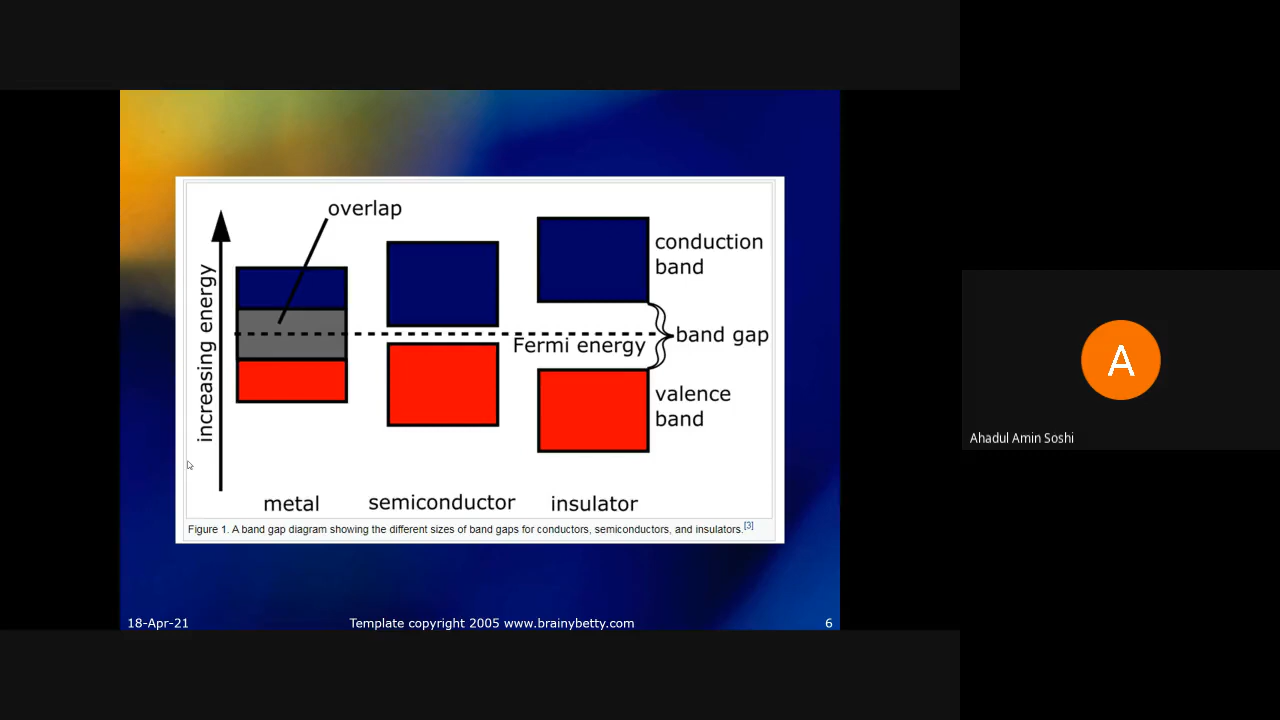 overlap
conduction
band
increasing energy
Fermi energy
band gap
valence
band
metal
semiconductor
insulator
Figure 1. A band gap diagram showing the different sizes of band gaps for conductors, semiconductors, and insulators.[3]
18-Apr-21
Template copyright 2005 www.brainybetty.com
6
A
Ahadul Amin Soshi